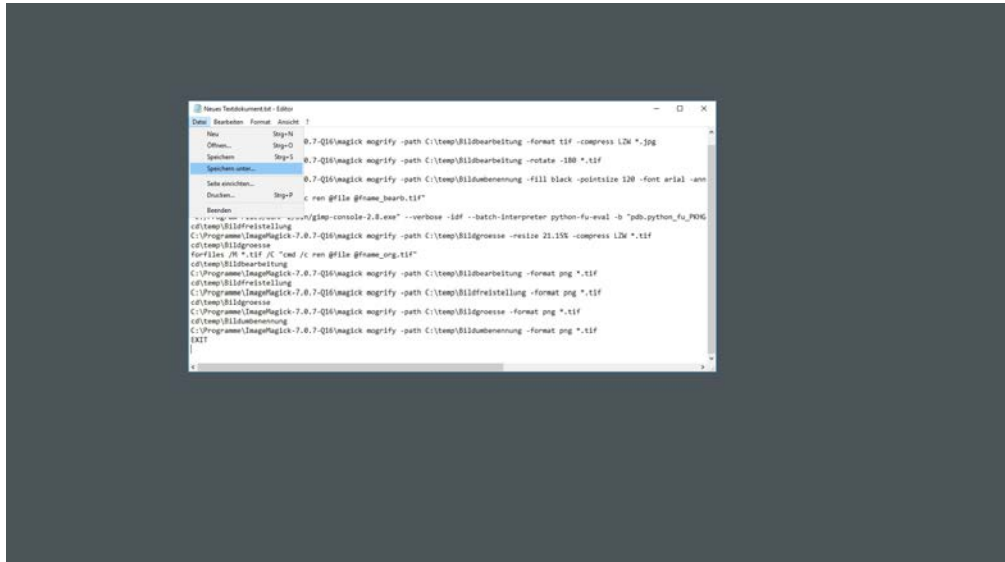 Neues Textdokument.txt - Editor
Datei Bearbeiten Format Ansicht ?
Neu Strg+N
Öffnen... Strg+O
Speichern Strg+S
Speichern unter...
Seite einrichten...
Drucken... Strg+P
Beenden
0.7-Q16\magick mogrify -path C:\temp\Bildbearbeitung -format tif -compress LZW *.jpg
0.7-Q16\magick mogrify -path C:\temp\Bildbearbeitung -rotate -180 *.tif
0.7-Q16\magick mogrify -path C:\temp\Bildumbenennung -fill black -pointsize 120 -font arial -ann
c ren @file @fname_bearb.tif"
/gimp-console-2.8.exe" --verbose -idf --batch-interpreter python-fu-eval -b "pdb.python_fu_PKHG
cd\temp\Bildfreistellung
C:\Programme\ImageMagick-7.0.7-Q16\magick mogrify -path C:\temp\Bildgroesse -resize 21.15% -compress LZW *.tif
cd\temp\Bildgroesse
forfiles /M *.tif /C "cmd /c ren @file @fname_org.tif"
cd\temp\Bildbearbeitung
C:\Programme\ImageMagick-7.0.7-Q16\magick mogrify -path C:\temp\Bildbearbeitung -format png *.tif
cd\temp\Bildfreistellung
C:\Programme\ImageMagick-7.0.7-Q16\magick mogrify -path C:\temp\Bildfreistellung -format png *.tif
cd\temp\Bildgroesse
C:\Programme\ImageMagick-7.0.7-Q16\magick mogrify -path C:\temp\Bildgroesse -format png *.tif
cd\temp\Bildumbenennung
C:\Programme\ImageMagick-7.0.7-Q16\magick mogrify -path C:\temp\Bildumbenennung -format png *.tif
EXIT